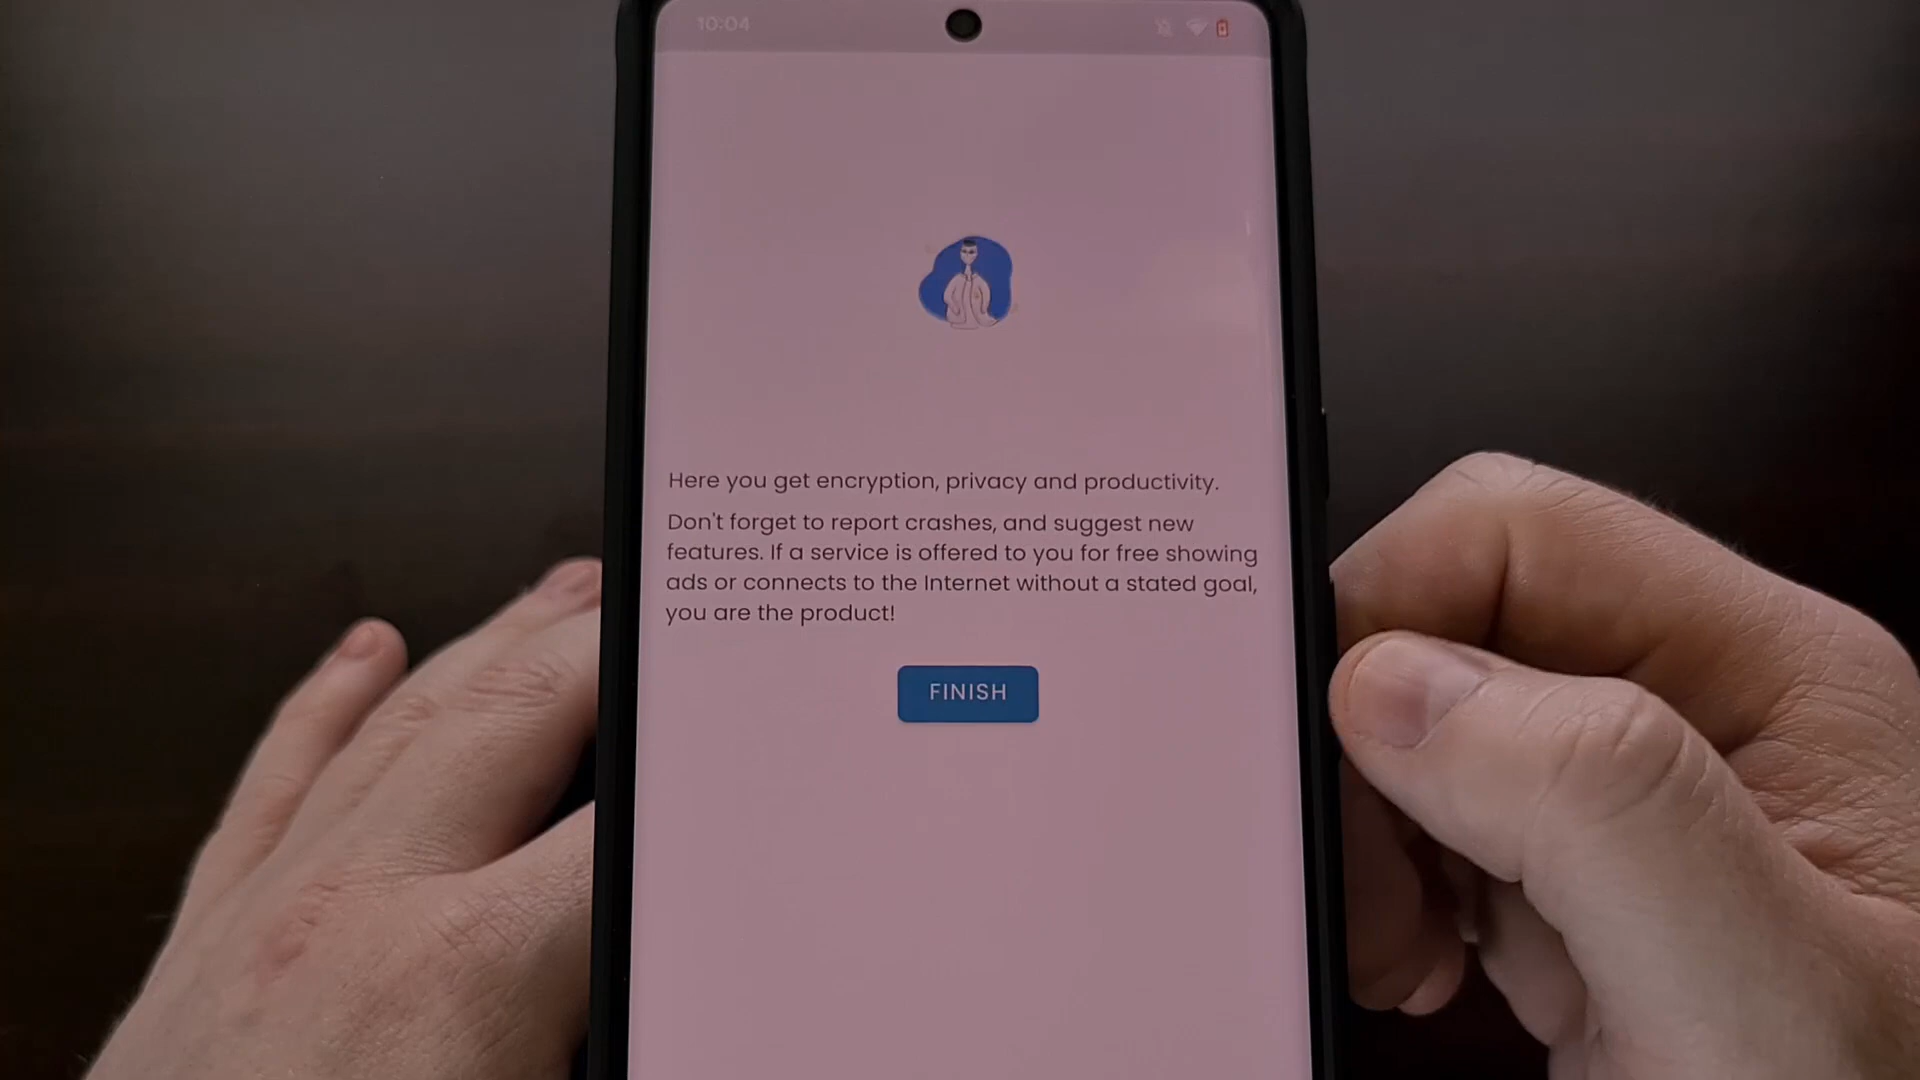 10:04
Here you get encryption, privacy and productivity.
Don't forget to report crashes, and suggest new
features. If a service is offered to you for free showing
ads or connects to the Internet without a stated goal,
you are the product!
FINISH